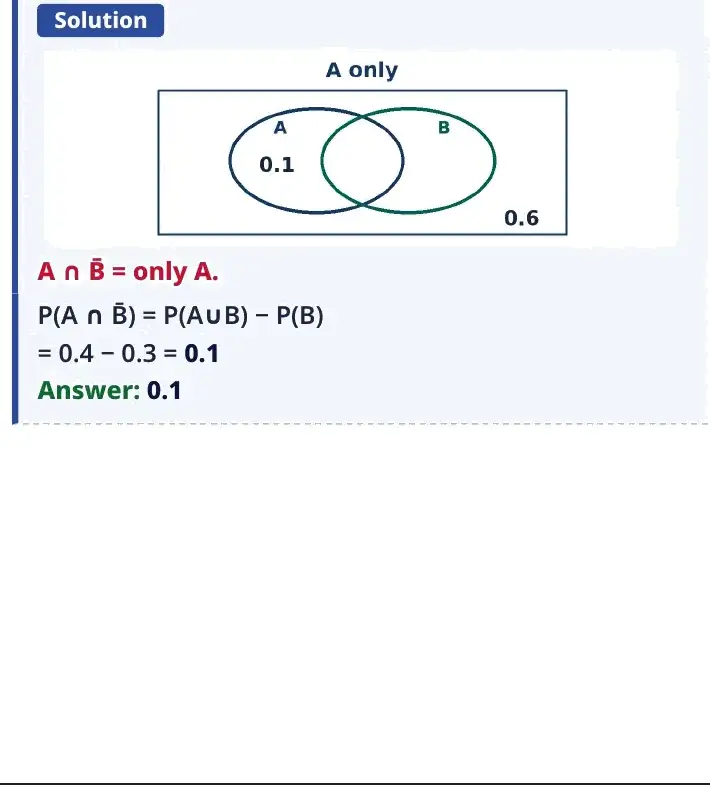 Solution
A only
A
B
0.1
0.6
A ∩ B̄ = only A.
P(A ∩ B̄) = P(A∪B) − P(B)
= 0.4 − 0.3 = 0.1
Answer: 0.1